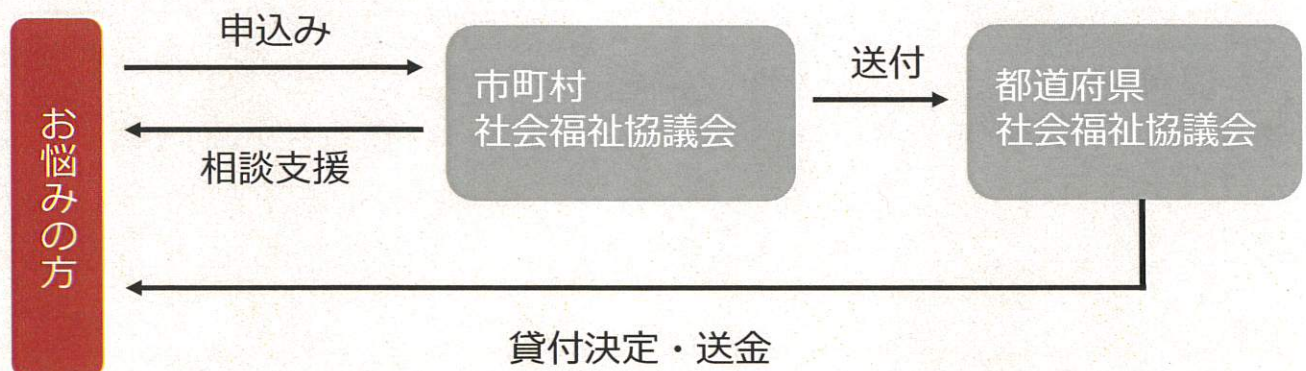 お悩みの方
申込み
相談支援
市町村
社会福祉協議会
送付
都道府県
社会福祉協議会
貸付決定・送金